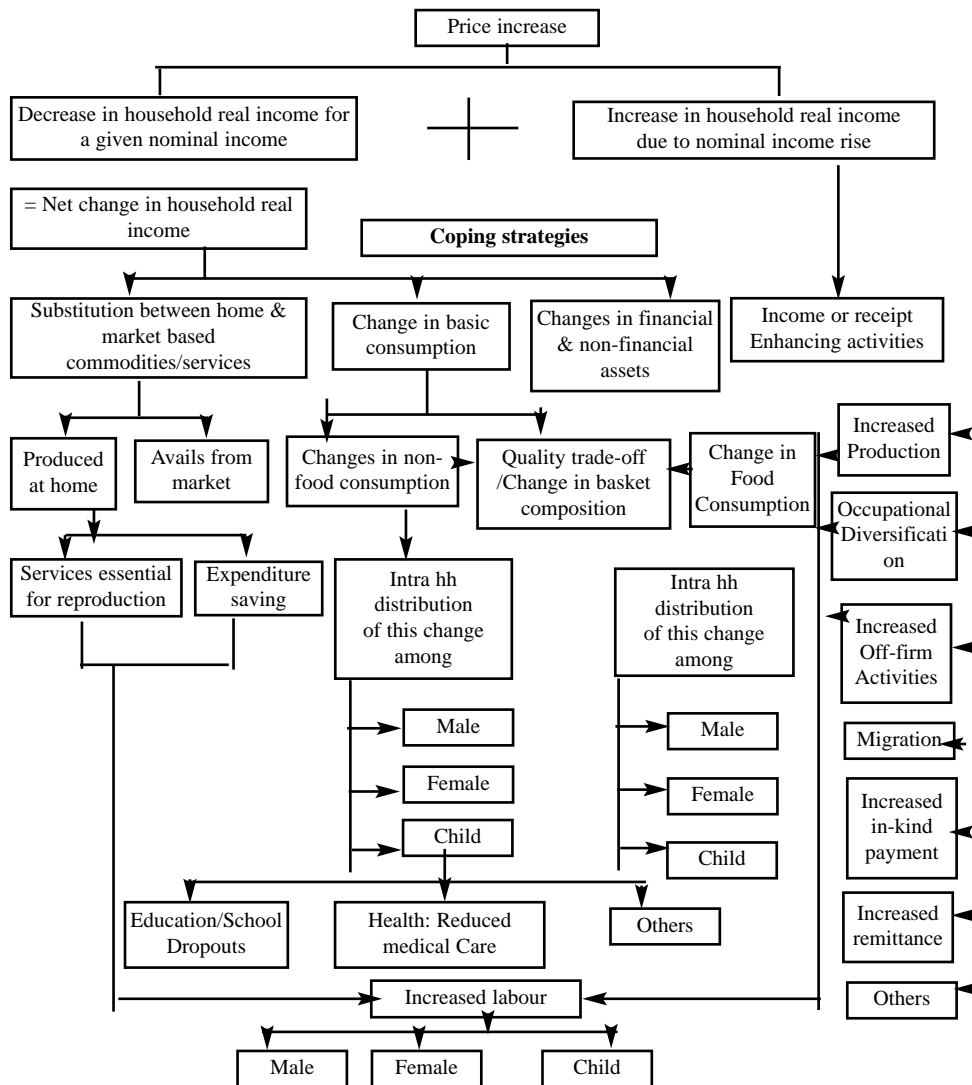 Price increase
Decrease in household real income for
a given nominal income
Increase in household real income
due to nominal income rise
= Net change in household real
income
Coping strategies
Substitution between home &
market based
commodities/services
Change in basic
consumption
Changes in financial
& non-financial
assets
Income or receipt
Enhancing activities
Produced
at home
Avails from
market
Changes in non-
food consumption
Quality trade-off
/Change in basket
composition
Change in
Food
Consumption
Increased
Production
Occupational
Diversificati
on
Services essential
for reproduction
Expenditure
saving
Intra hh
distribution
of this change
among
Intra hh
distribution
of this change
among
Increased
Off-firm
Activities
Male
Female
Child
Male
Female
Child
Migration
Increased
in-kind
payment
Education/School
Dropouts
Health: Reduced
medical Care
Others
Increased
remittance
Others
Increased labour
Male
Female
Child